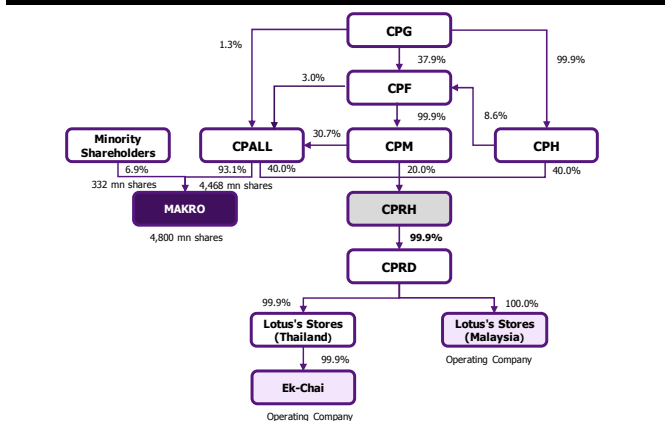 CPG
1.3%
37.9%
99.9%
3.0%
CPF
99.9%
8.6%
Minority
Shareholders
CPALL
30.7%
CPM
CPH
6.9%
93.1%
40.0%
20.0%
40.0%
332 mn shares
4,468 mn shares
MAKRO
CPRH
4,800 mn shares
99.9%
CPRD
99.9%
100.0%
Lotus's Stores
(Thailand)
Lotus's Stores
(Malaysia)
99.9%
Operating Company
Ek-Chai
Operating Company